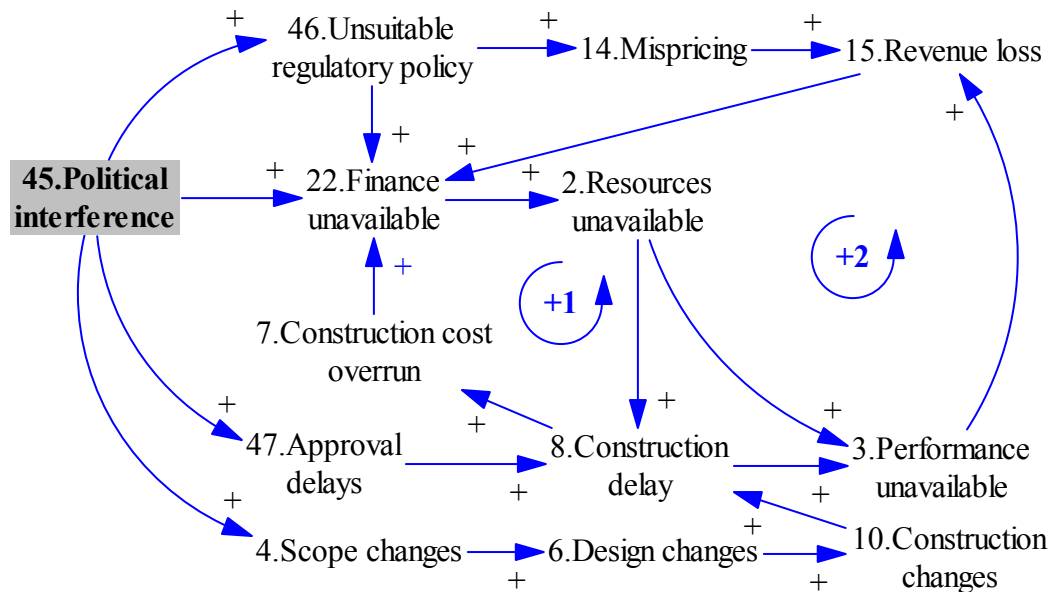 46.Unsuitable
regulatory policy
14.Mispricing
15.Revenue loss
+
+
+
+
+
+
45.Political
interference
+
22.Finance
unavailable
+
2.Resources
unavailable
+2
+
+1
7.Construction cost
overrun
+
+
+
+
47.Approval
delays
8.Construction
delay
3.Performance
unavailable
+
+
+
+
4.Scope changes
6.Design changes
10.Construction
changes
+
+